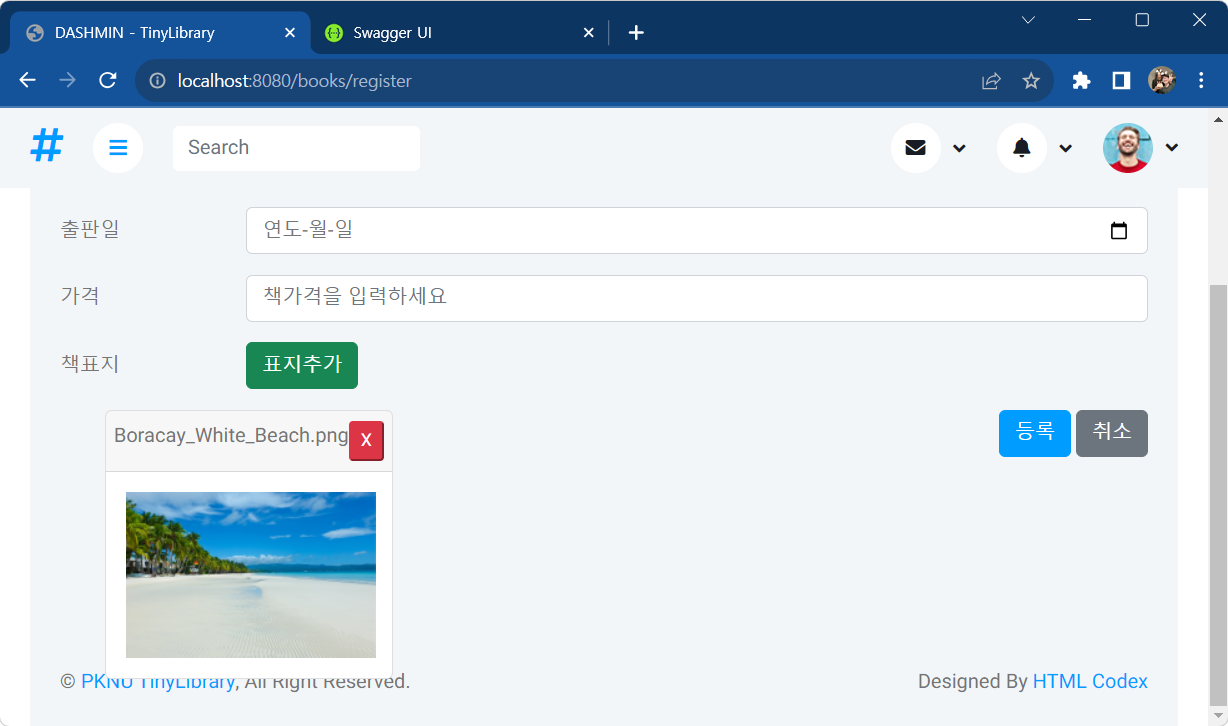 DASHMIN - TinyLibrary
Swagger UI
localhost:8080/books/register
#
Search
출판일
연도-월-일
가격
책가격을 입력하세요
책표지
표지추가
Boracay_White_Beach.png
X
등록
취소
© PKNU TinyLibrary, All Right Reserved.
Designed By HTML Codex